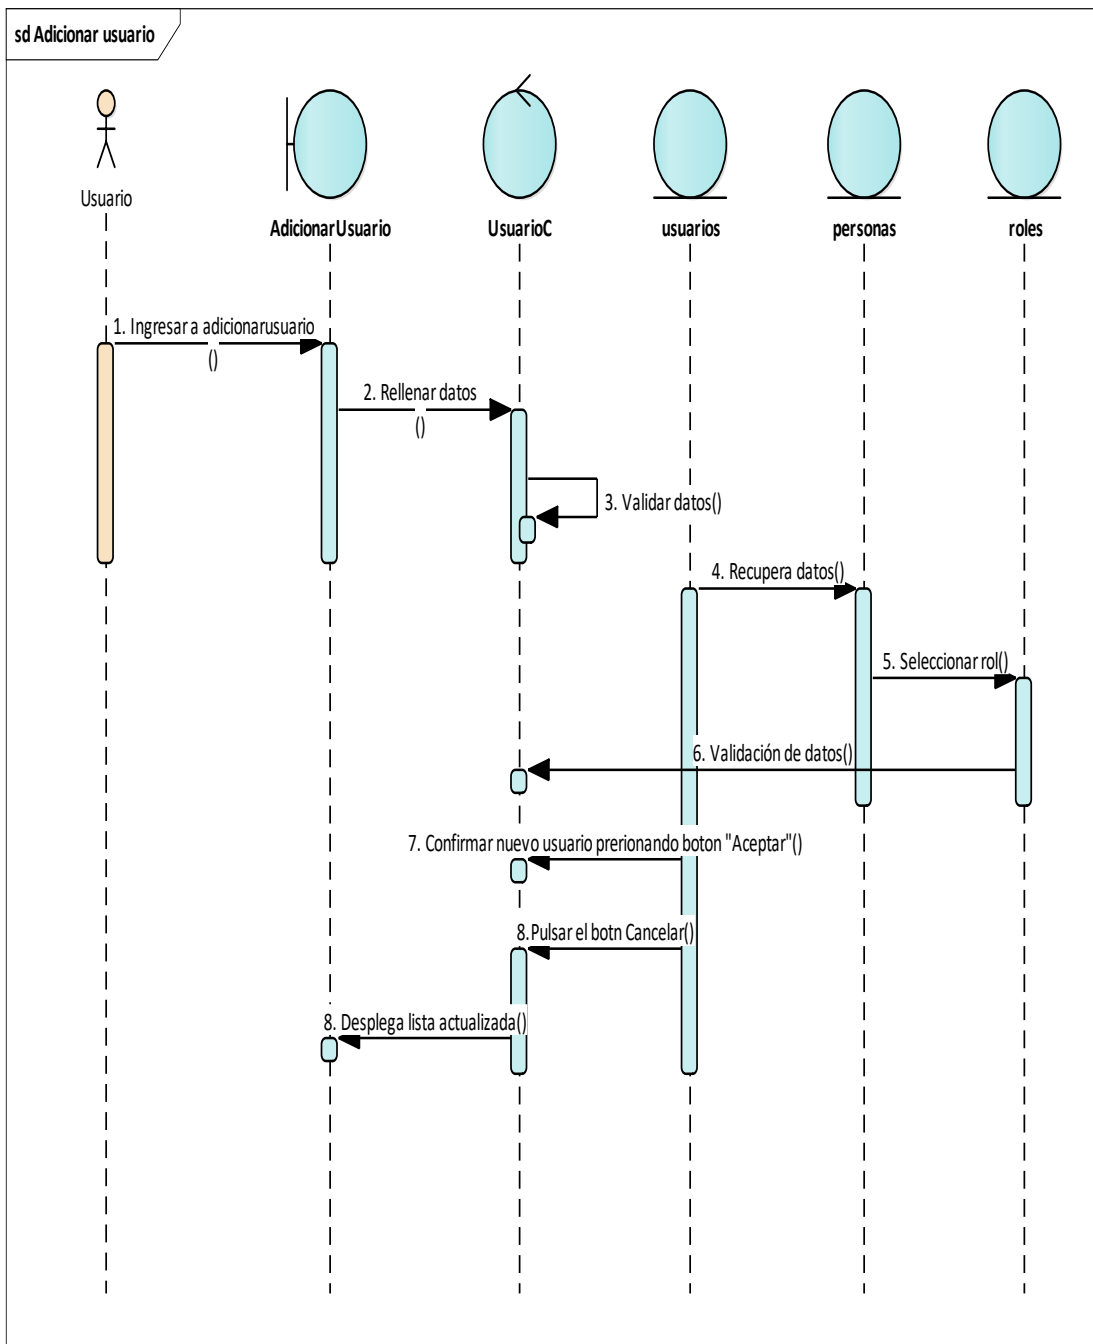 sd Adicionar usuario
Usuario
AdicionarUsuario
UsuarioC
usuarios
personas
roles
1. Ingresar a adicionarusuario
()
2. Rellenar datos
()
3. Validar datos()
4. Recupera datos()
5. Seleccionar rol()
6. Validación de datos()
7. Confirmar nuevo usuario prerionando boton "Aceptar"()
8.Pulsar el botn Cancelar()
8. Desplega lista actualizada()